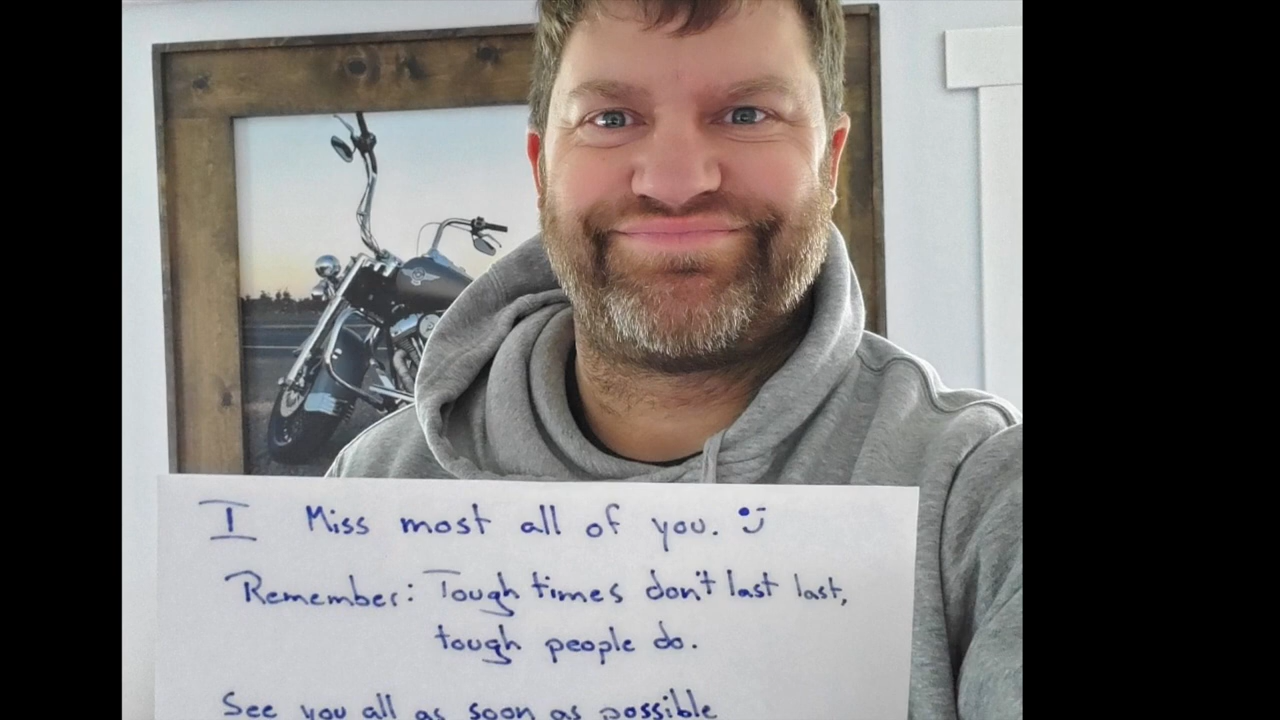 I Miss most all of you. :)
Remember: Tough times don't last last,
tough people do.
See you all as soon as possible